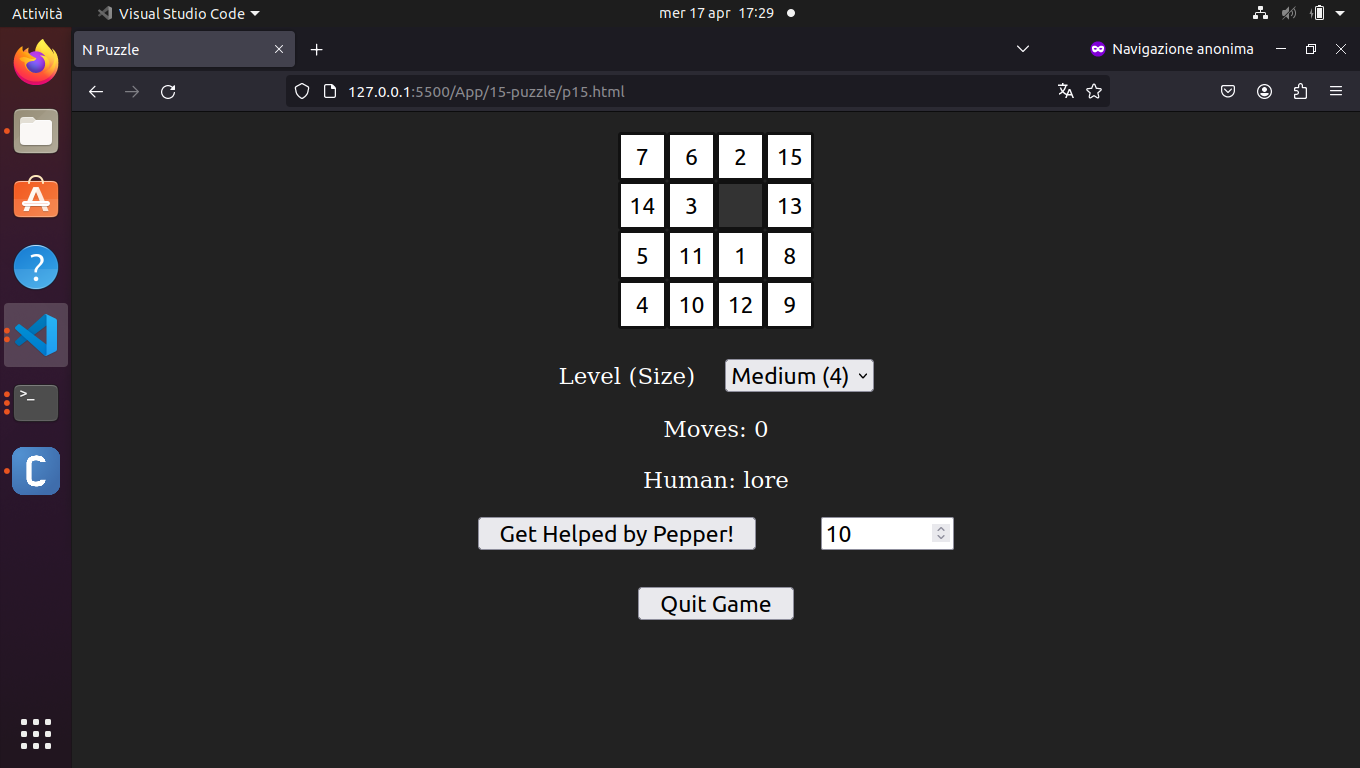 Attività Visual Studio Code mer 17 apr 17:29
N Puzzle Navigazione anonima
127.0.0.1:5500/App/15-puzzle/p15.html
7 6 2 15
14 3 13
5 11 1 8
4 10 12 9
Level (Size) Medium (4)
Moves: 0
Human: lore
Get Helped by Pepper! 10
Quit Game